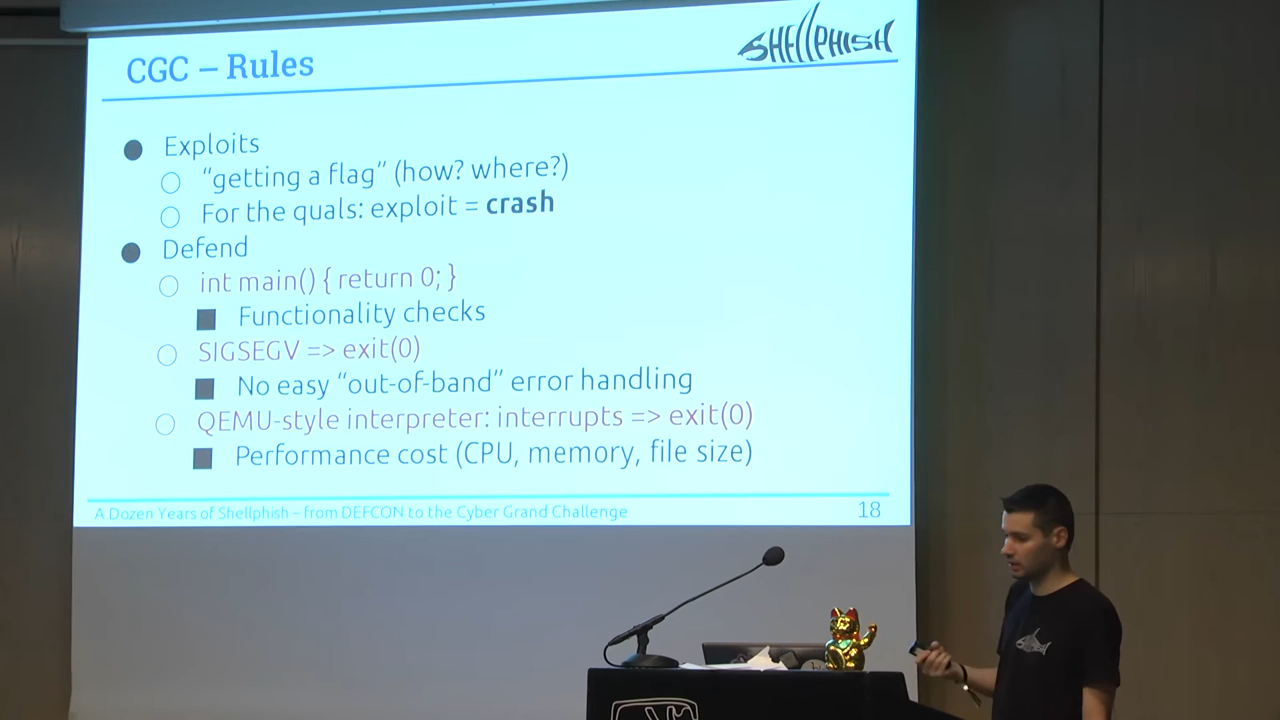 CGC – Rules
SHELLPHISH
Exploits
“getting a flag” (how? where?)
For the quals: exploit = crash
Defend
int main() { return 0; }
Functionality checks
SIGSEGV => exit(0)
No easy “out-of-band” error handling
QEMU-style interpreter: interrupts => exit(0)
Performance cost (CPU, memory, file size)
A Dozen Years of Shellphish – from DEFCON to the Cyber Grand Challenge
18